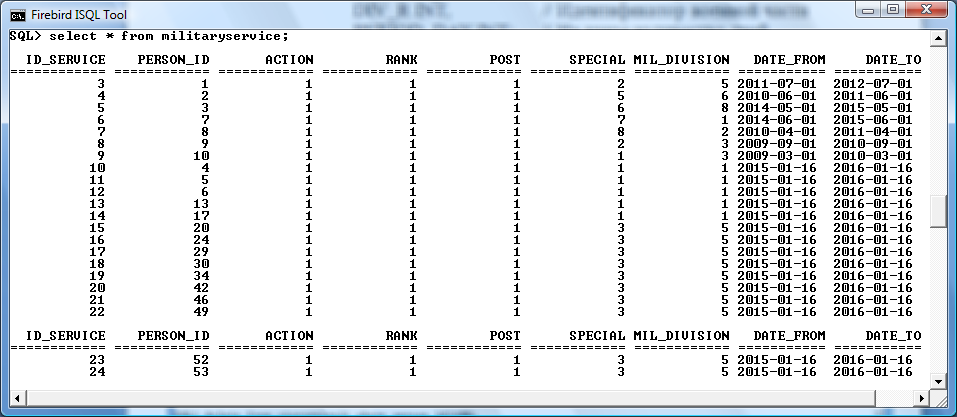 DIV_R INT, // Идентификатор военной части
Firebird ISQL Tool
SQL> select * from militaryservice;
ID_SERVICE PERSON_ID ACTION RANK POST SPECIAL MIL_DIVISION DATE_FROM DATE_TO
============ ============ ============ ============ ============ ============ ============ =========== ===========
3 1 1 1 1 2 5 2011-07-01 2012-07-01
4 2 1 1 1 5 6 2010-06-01 2011-06-01
5 3 1 1 1 6 8 2014-05-01 2015-05-01
6 7 1 1 1 7 1 2014-06-01 2015-06-01
7 8 1 1 1 8 2 2010-04-01 2011-04-01
8 9 1 1 1 2 3 2009-09-01 2010-09-01
9 10 1 1 1 1 3 2009-03-01 2010-03-01
10 4 1 1 1 1 1 2015-01-16 2016-01-16
11 5 1 1 1 1 1 2015-01-16 2016-01-16
12 6 1 1 1 1 1 2015-01-16 2016-01-16
13 13 1 1 1 1 1 2015-01-16 2016-01-16
14 17 1 1 1 1 1 2015-01-16 2016-01-16
15 20 1 1 1 3 5 2015-01-16 2016-01-16
16 24 1 1 1 3 5 2015-01-16 2016-01-16
17 29 1 1 1 3 5 2015-01-16 2016-01-16
18 30 1 1 1 3 5 2015-01-16 2016-01-16
19 34 1 1 1 3 5 2015-01-16 2016-01-16
20 42 1 1 1 3 5 2015-01-16 2016-01-16
21 46 1 1 1 3 5 2015-01-16 2016-01-16
22 49 1 1 1 3 5 2015-01-16 2016-01-16
ID_SERVICE PERSON_ID ACTION RANK POST SPECIAL MIL_DIVISION DATE_FROM DATE_TO
============ ============ ============ ============ ============ ============ ============ =========== ===========
23 52 1 1 1 3 5 2015-01-16 2016-01-16
24 53 1 1 1 3 5 2015-01-16 2016-01-16